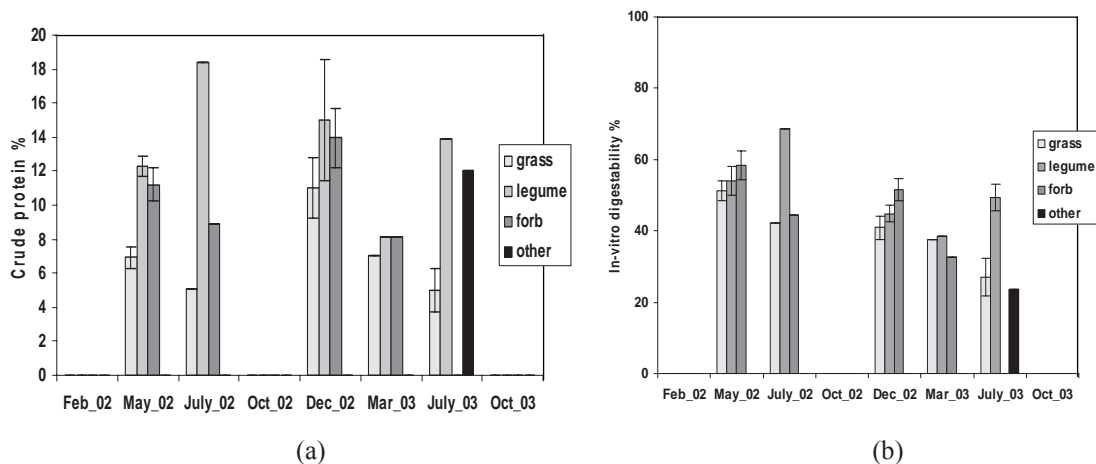 Crude protein %
20
18
16
14
12
10
8
6
4
2
0
Feb_02 May_02 July_02 Oct_02 Dec_02 Mar_03 July_03 Oct_03
grass
legume
forb
other
(a)
In-vitro digestability %
100
80
60
40
20
0
Feb_02 May_02 July_02 Oct_02 Dec_02 Mar_03 July_03 Oct_03
grass
legume
forb
other
(b)